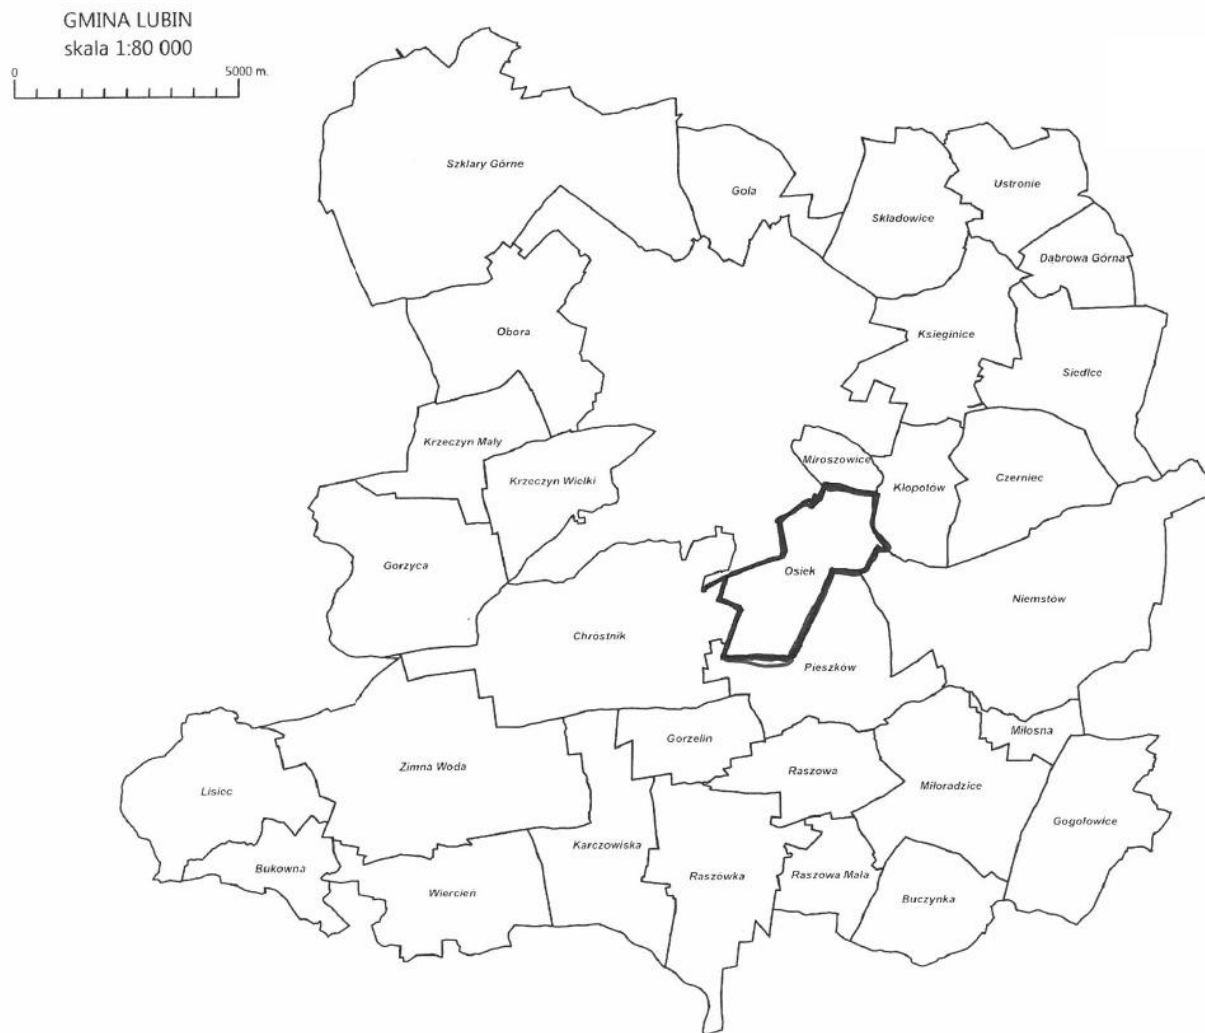 GMINA LUBIN
skala 1:80 000
0 5000 m.
Szklary Górne
Gola
Składowice
Ustronie
Dąbrowa Górna
Obora
Księginice
Siedlce
Krzeczyn Mały
Miroszowice
Krzeczyn Wielki
Kłopotów
Czerniec
Gorzyca
Osiek
Niemstów
Chróstnik
Pieszków
Gorzelin
Miłosna
Zimna Woda
Raszowa
Lisiec
Miłoradzice
Gogołowice
Karczowiska
Bukowna
Raszówka
Raszowa Mała
Wiercień
Buczynka